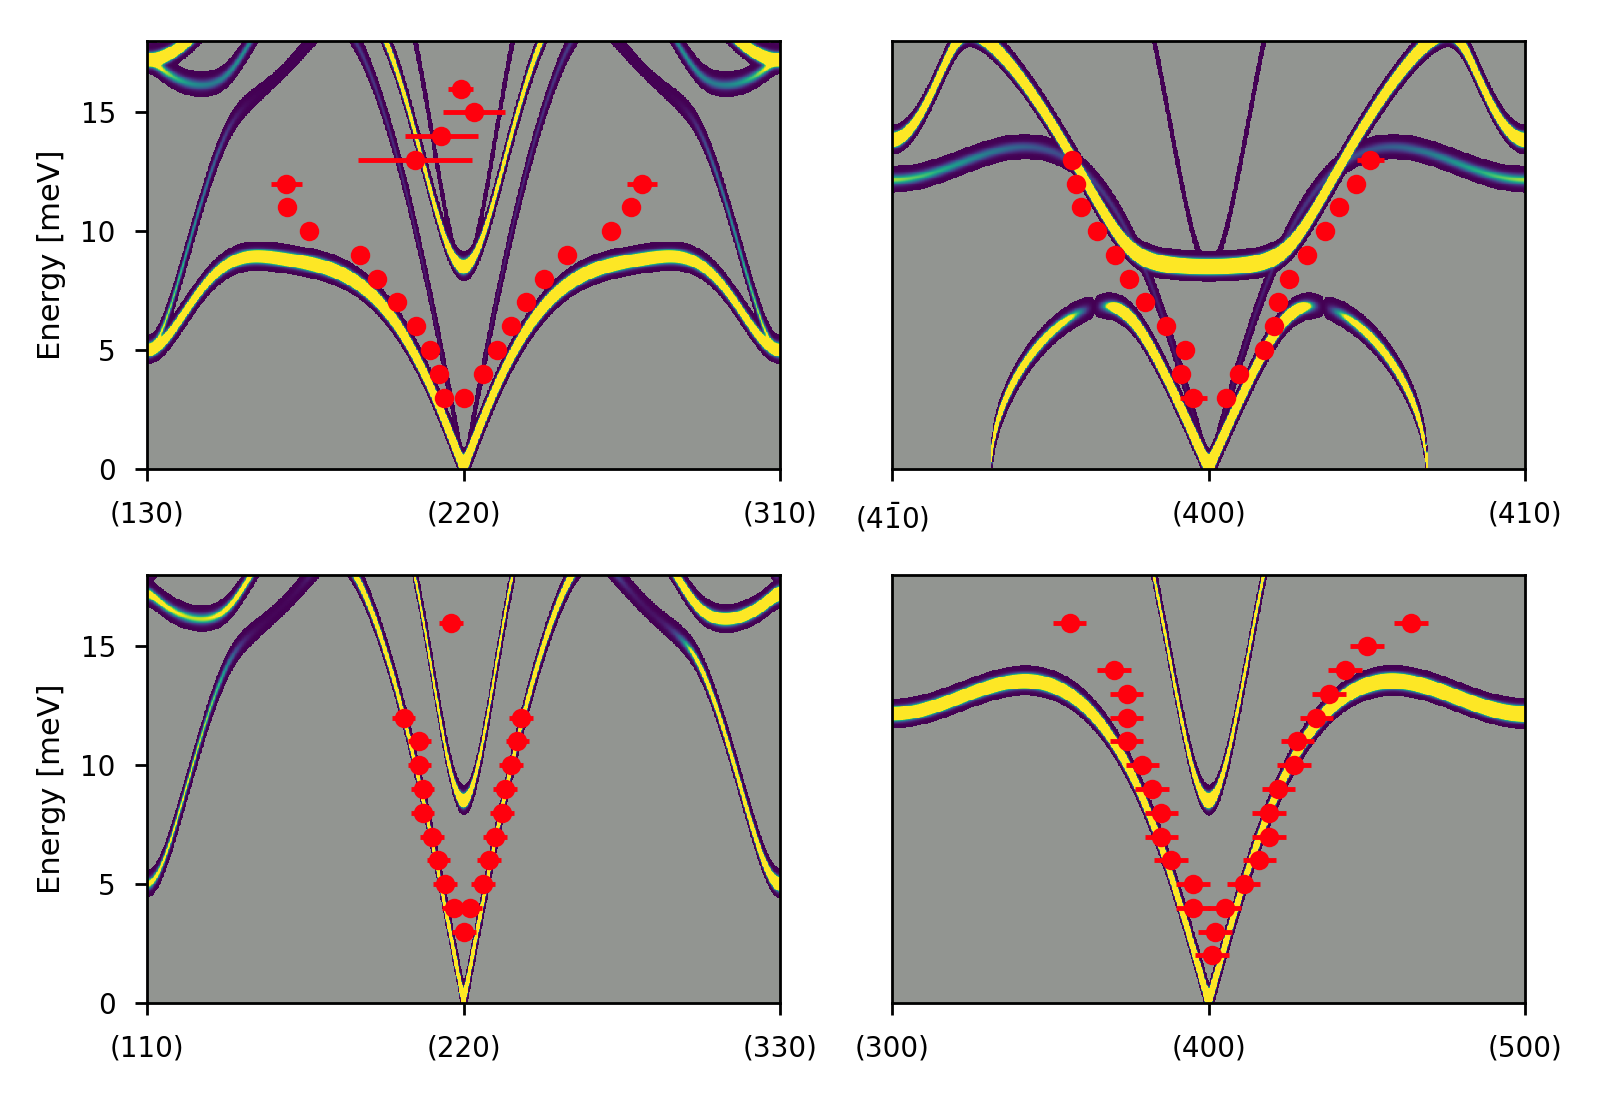 Energy [meV]
15
10
5
0
(130) (220) (310)
(41̄0) (400) (410)
Energy [meV]
15
10
5
0
(110) (220) (330)
(300) (400) (500)